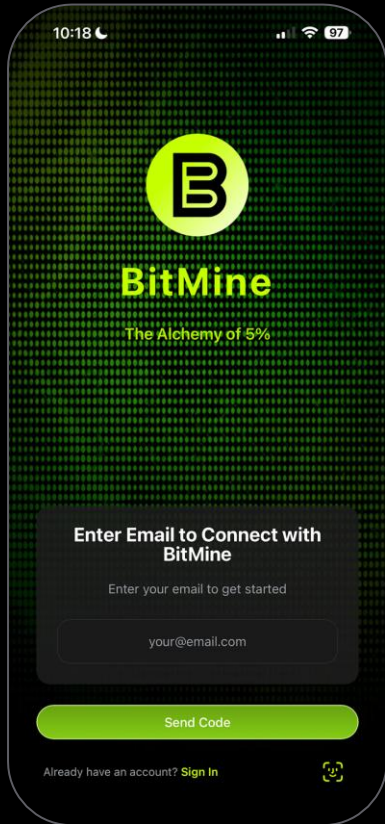 10:18
97
BitMine
The Alchemy of 5%
Enter Email to Connect with
BitMine
Enter your email to get started
your@email.com
Send Code
Already have an account? Sign In